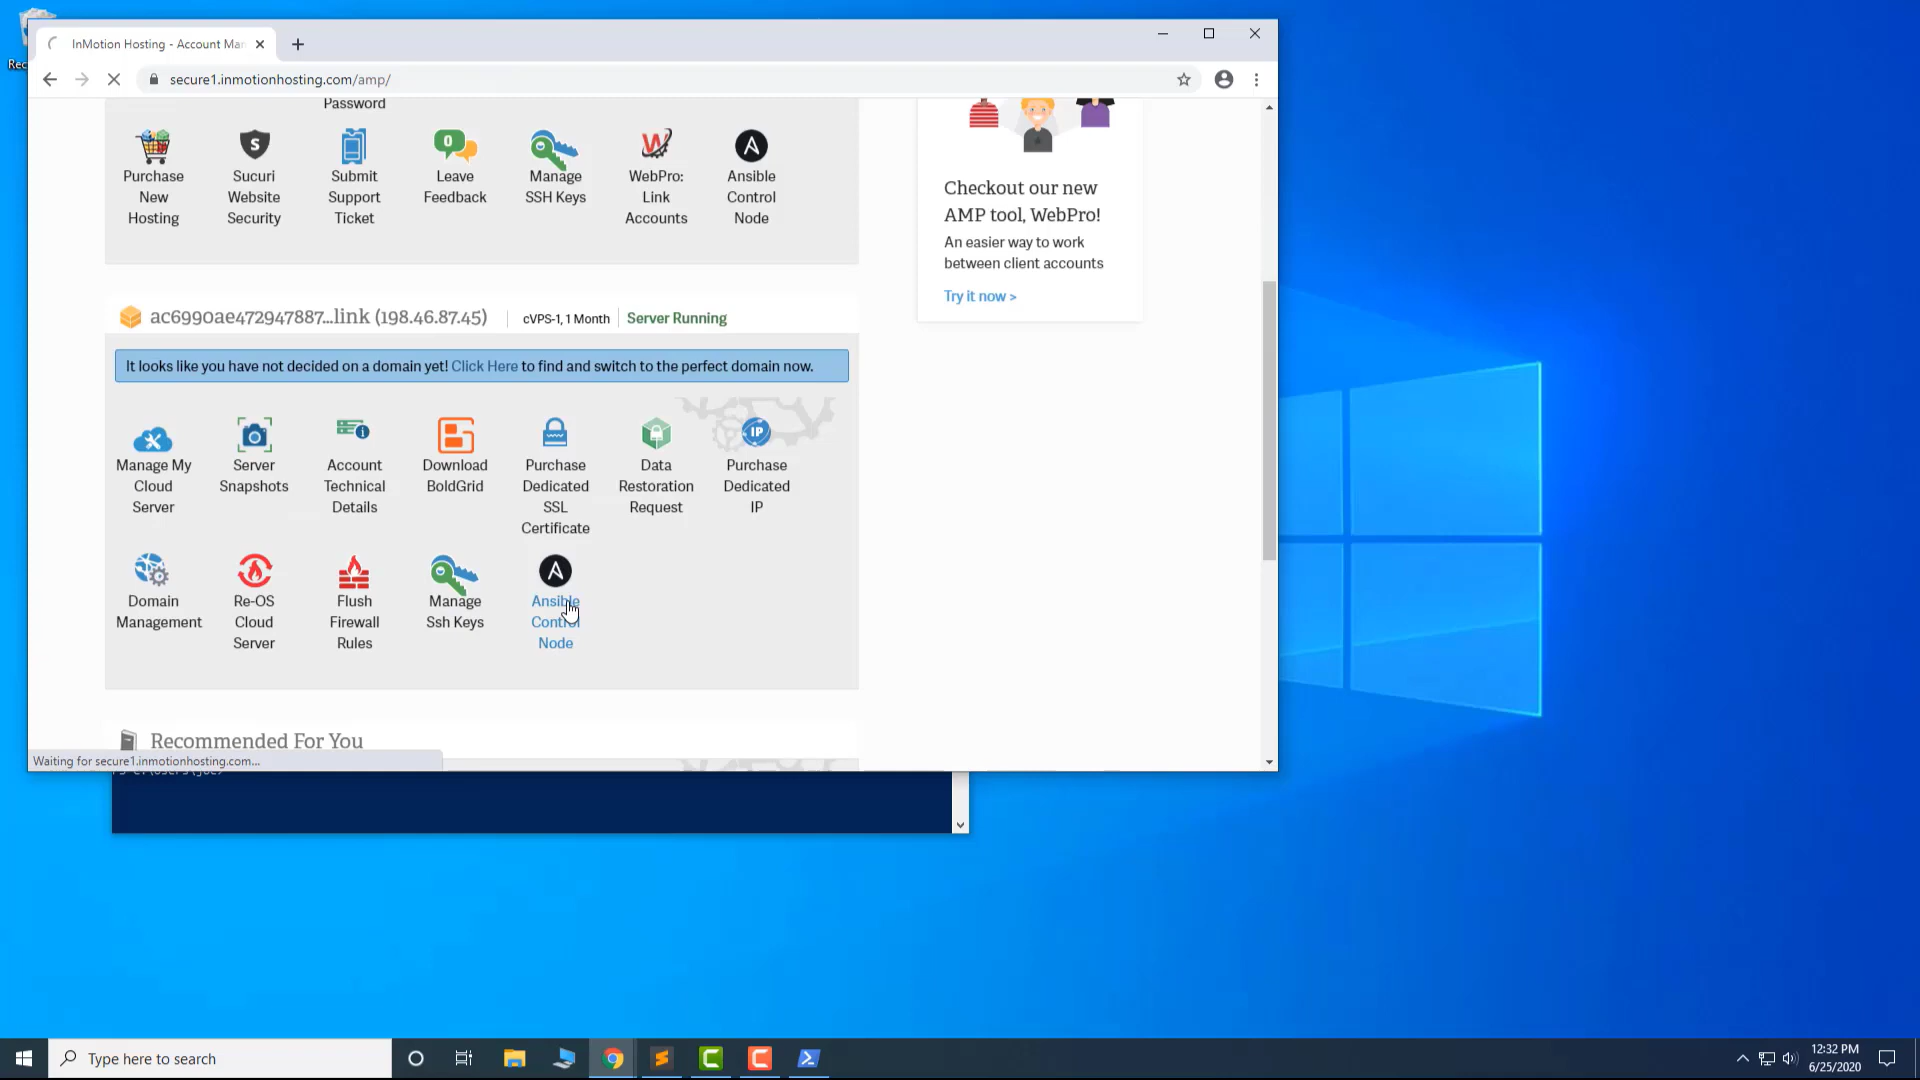 Rec
InMotion Hosting - Account Mar
secure1.inmotionhosting.com/amp/
Password
Purchase
New
Hosting
Sucuri
Website
Security
Submit
Support
Ticket
0
Leave
Feedback
Manage
SSH Keys
WebPro:
Link
Accounts
Ansible
Control
Node
Checkout our new
AMP tool, WebPro!
An easier way to work
between client accounts
Try it now >
ac6990ae472947887...link (198.46.87.45)
cVPS-1, 1 Month
Server Running
It looks like you have not decided on a domain yet! Click Here to find and switch to the perfect domain now.
Manage My
Cloud
Server
Server
Snapshots
Account
Technical
Details
Download
BoldGrid
Purchase
Dedicated
SSL
Certificate
Data
Restoration
Request
IP
Purchase
Dedicated
IP
Domain
Management
Re-OS
Cloud
Server
Flush
Firewall
Rules
Manage
Ssh Keys
Ansible
Control
Node
Recommended For You
Waiting for secure1.inmotionhosting.com...
Type here to search
12:32 PM
6/25/2020